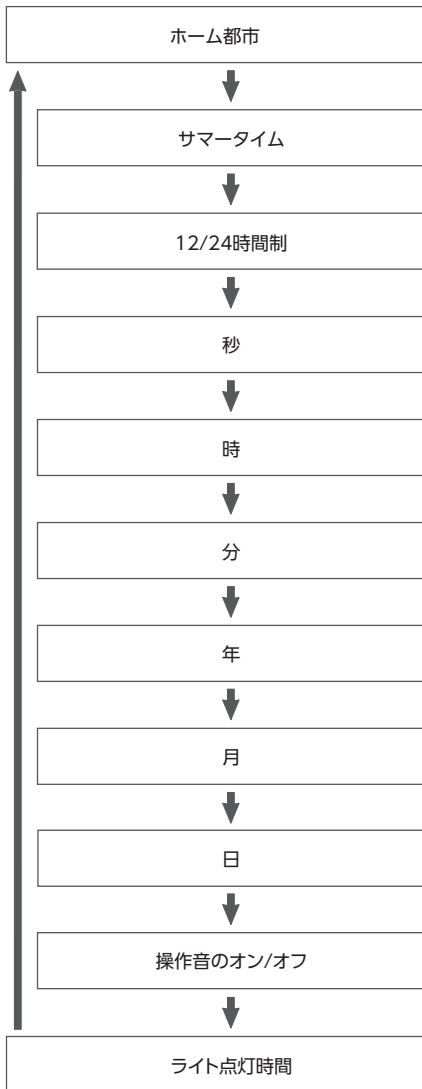 ホーム都市
サマータイム
12/24時間制
秒
時
分
年
月
日
操作音のオン/オフ
ライト点灯時間